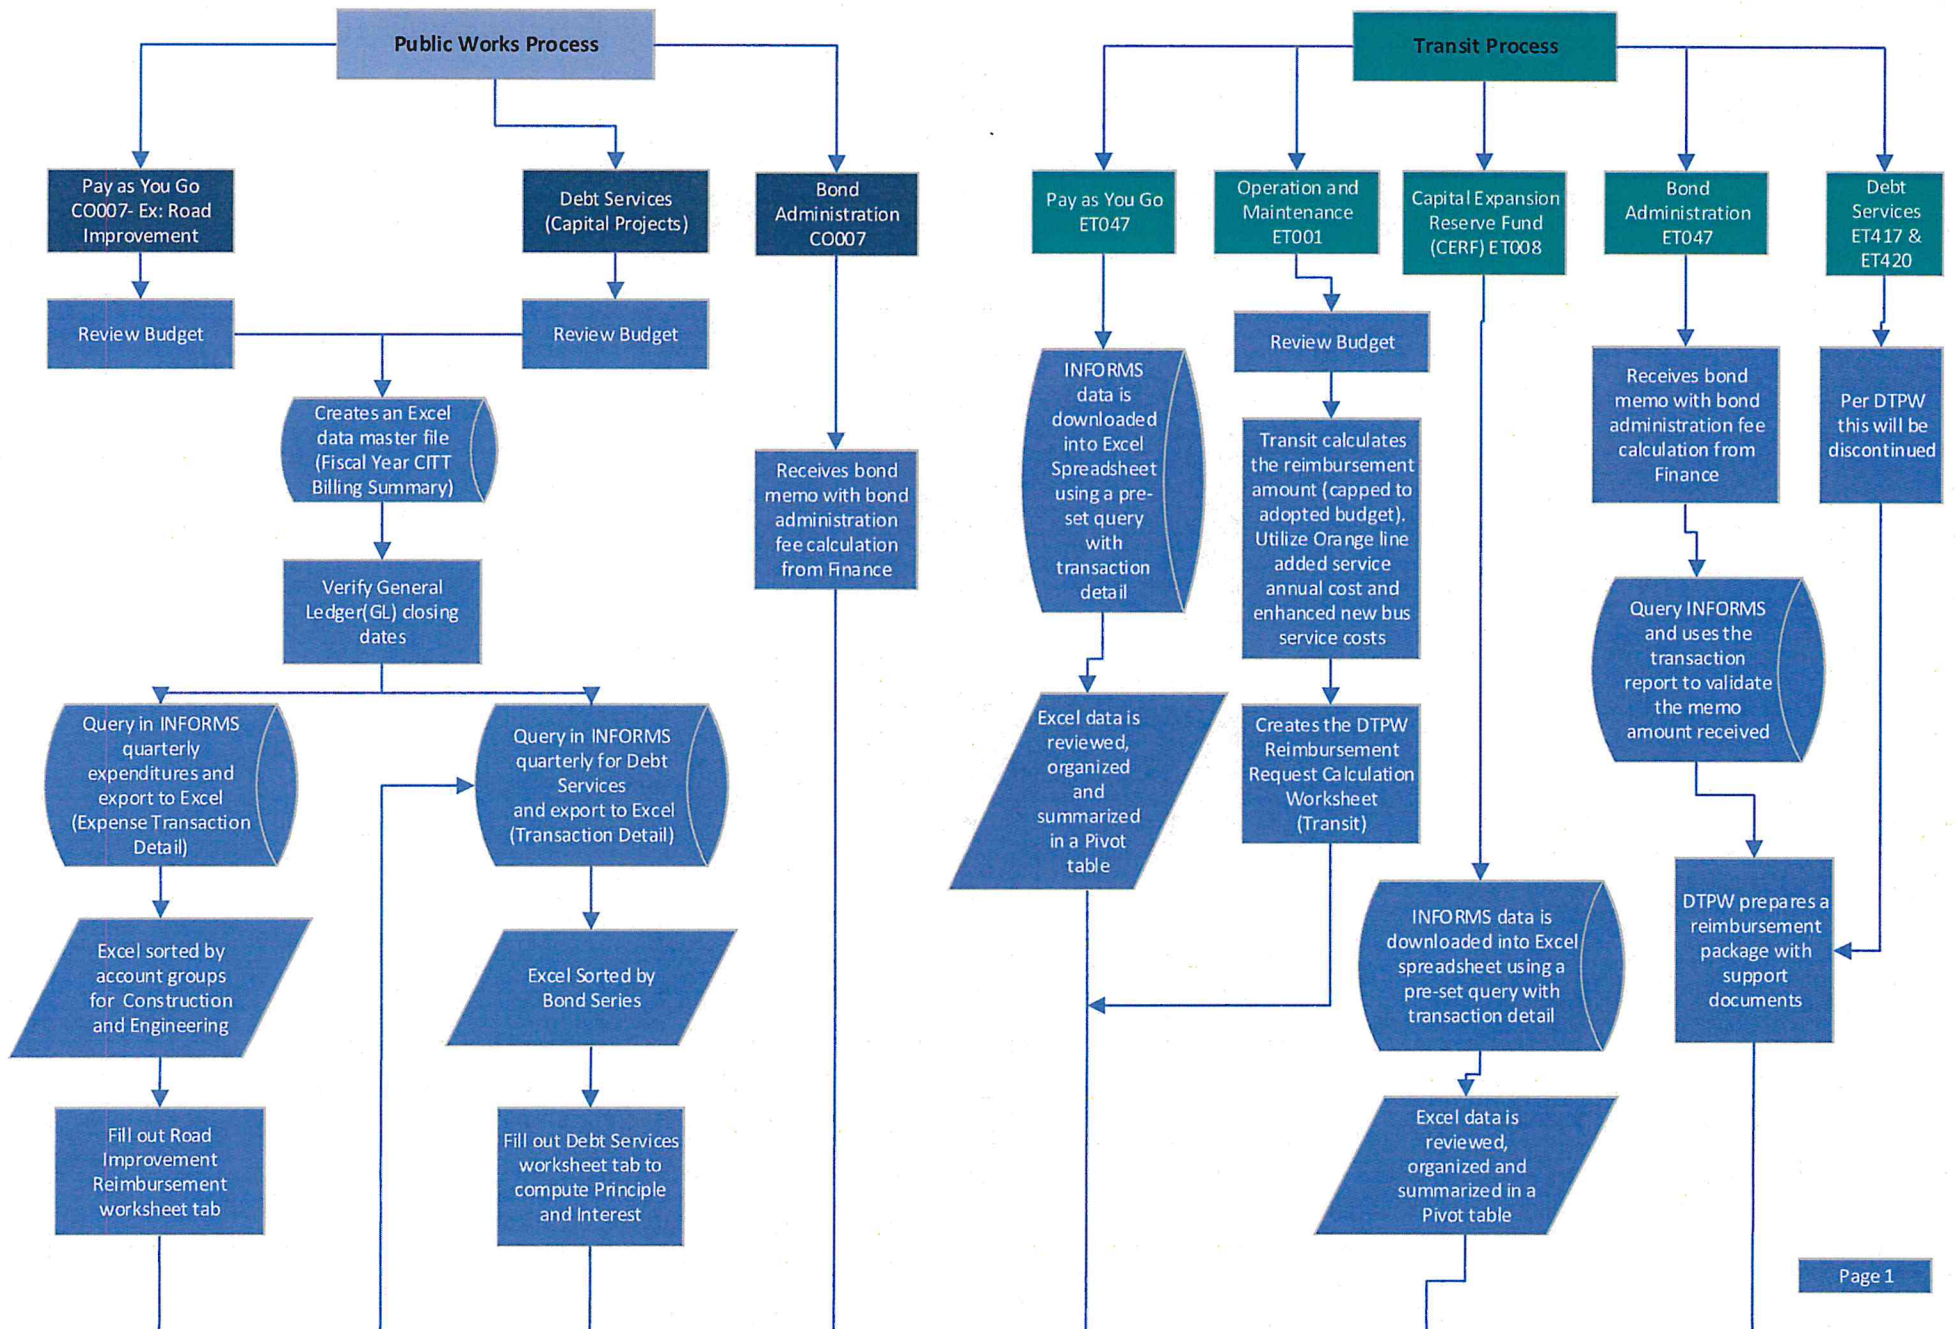 Public Works Process
Pay as You Go
CO007- Ex: Road
Improvement
Debt Services
(Capital Projects)
Bond
Administration
CO007
Review Budget
Review Budget
Creates an Excel
data master file
(Fiscal Year CITT
Billing Summary)
Receives bond
memo with bond
administration
fee calculation
from Finance
Verify General
Ledger(GL) closing
dates
Query in INFORMS
quarterly
expenditures and
export to Excel
(Expense Transaction
Detail)
Query in INFORMS
quarterly for Debt
Services
and export to Excel
(Transaction Detail)
Excel sorted by
account groups
for Construction
and Engineering
Excel Sorted by
Bond Series
Fill out Road
Improvement
Reimbursement
worksheet tab
Fill out Debt Services
worksheet tab to
compute Principle
and Interest
Transit Process
Pay as You Go
ET047
Operation and
Maintenance
ET001
Capital Expansion
Reserve Fund
(CERF) ET008
Bond
Administration
ET047
Debt
Services
ET417 &
ET420
INFORMS
data is
downloaded
into Excel
Spreadsheet
using a pre-
set query
with
transaction
detail
Review Budget
Receives bond
memo with bond
administration fee
calculation from
Finance
Per DTPW
this will be
discontinued
Transit calculates
the reimbursement
amount (capped to
adopted budget).
Utilize Orange line
added service
annual cost and
enhanced new bus
service costs
Query INFORMS
and uses the
transaction
report to validate
the memo
amount received
Excel data is
reviewed,
organized
and
summarized
in a Pivot
table
Creates the DTPW
Reimbursement
Request Calculation
Worksheet
(Transit)
INFORMS data is
downloaded into Excel
spreadsheet using a
pre-set query with
transaction detail
DTPW prepares a
reimbursement
package with
support
documents
Excel data is
reviewed,
organized and
summarized in a
Pivot table
Page 1